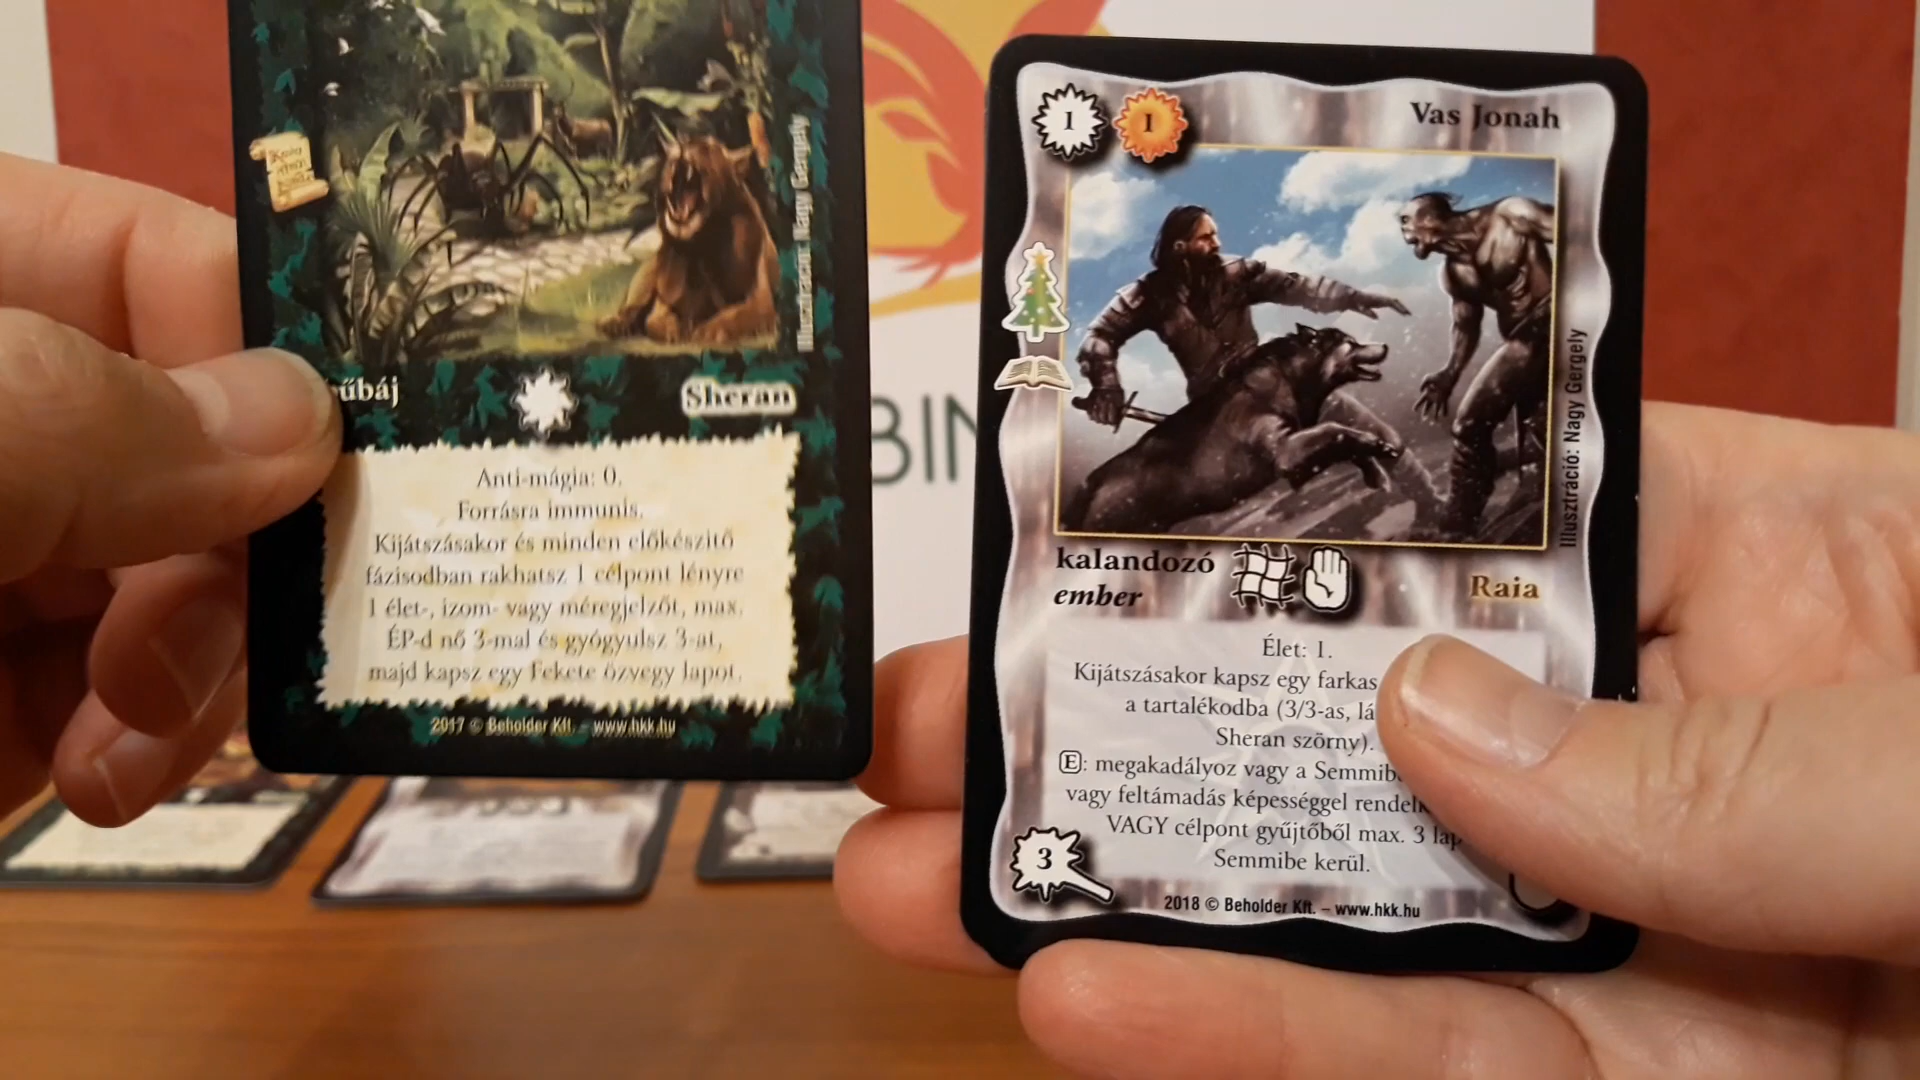 Illusztráció: Nagy Gergely
űbáj
Sheran
Anti-mágia: 0.
Forrásra immunis.
Kijátszásakor és minden előkészítő
fázisodban rakhatsz 1 célpont lényre
1 élet-, izom- vagy méregjelzőt, max.
ÉP-d nő 3-mal és gyógyulsz 3-at,
majd kapsz egy Fekete özvegy lapot.
2017 © Beholder Kft. – www.hkk.hu
BIN
1
1
Vas Jonah
Illusztráció: Nagy Gergely
kalandozó
ember
Raia
Élet: 1.
Kijátszásakor kapsz egy farkas
a tartalékodba (3/3-as, lá
Sheran szörny).
E: megakadályoz vagy a Semmibe
vagy feltámadás képességgel rendelk
VAGY célpont gyűjtőből max. 3 lap
Semmibe kerül.
3
2018 © Beholder Kft. – www.hkk.hu